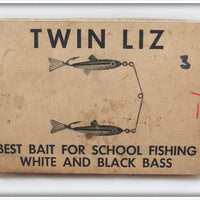 TWIN LIZ
3
BEST BAIT FOR SCHOOL FISHING
WHITE AND BLACK BASS